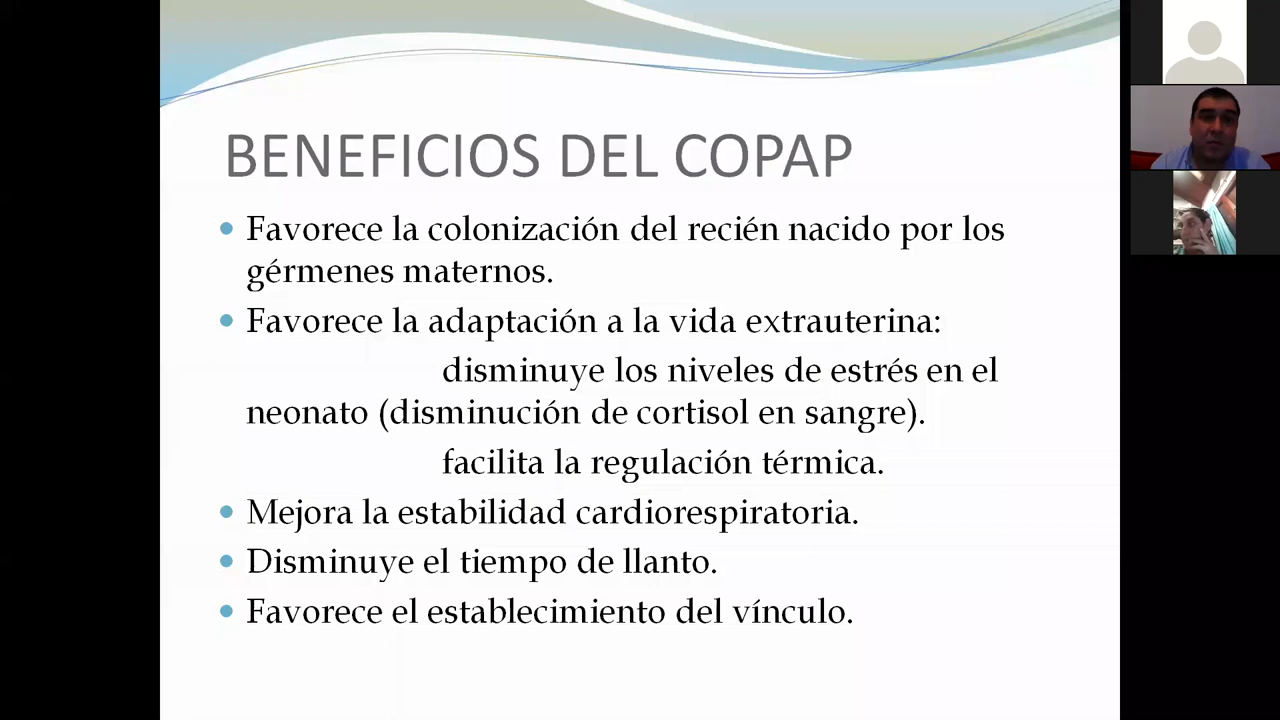 BENEFICIOS DEL COPAP
• Favorece la colonización del recién nacido por los
gérmenes maternos.
• Favorece la adaptación a la vida extrauterina:
disminuye los niveles de estrés en el
neonato (disminución de cortisol en sangre).
facilita la regulación térmica.
• Mejora la estabilidad cardiorespiratoria.
• Disminuye el tiempo de llanto.
• Favorece el establecimiento del vínculo.